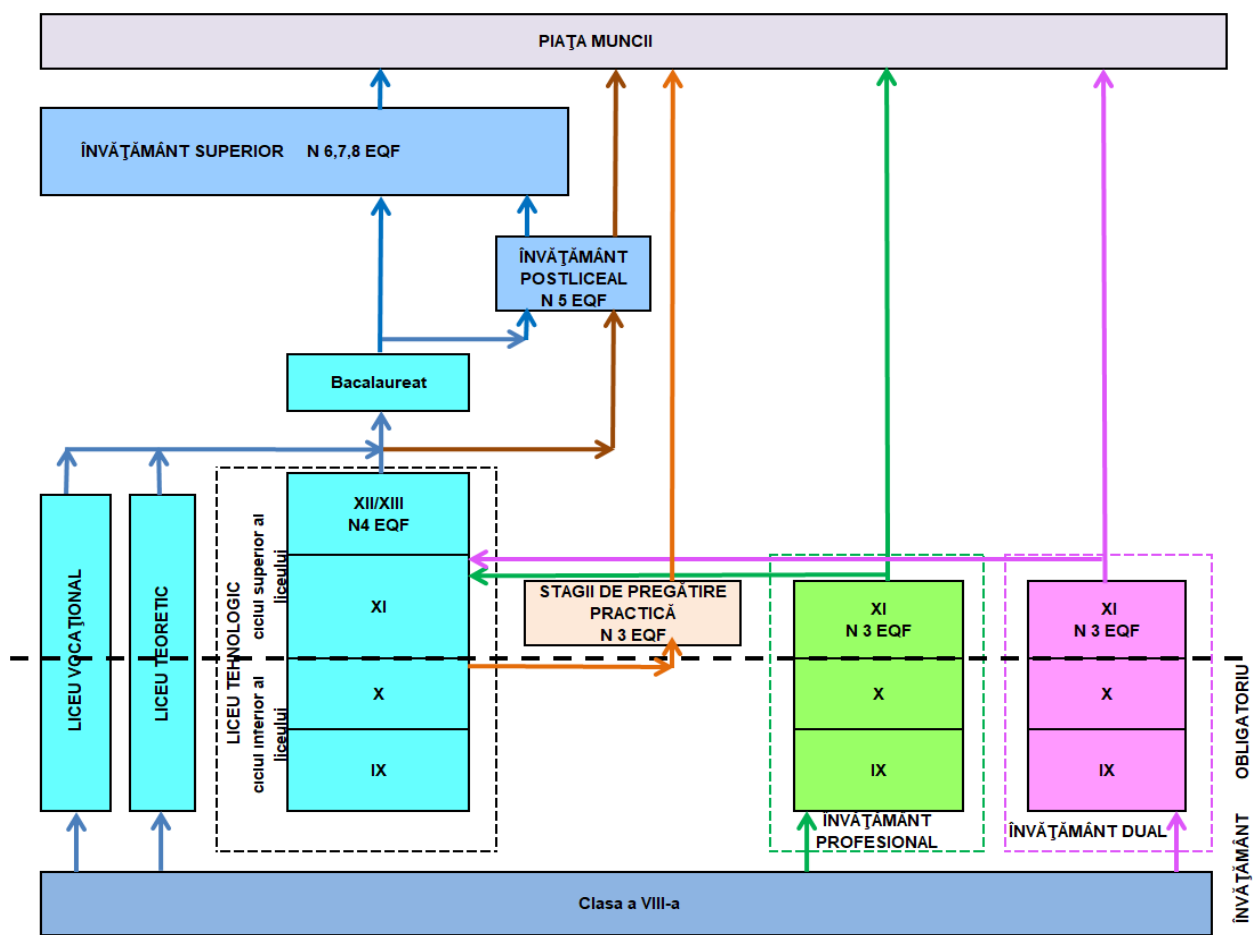 PIAŢA MUNCII
ÎNVĂŢĂMÂNT SUPERIOR N 6,7,8 EQF
ÎNVĂŢĂMÂNT
POSTLICEAL
N 5 EQF
Bacalaureat
LICEU VOCAŢIONAL
LICEU TEORETIC
LICEU TEHNOLOGIC
ciclul superior al
liceului
ciclul interior al
liceului
XII/XIII
N4 EQF
XI
X
IX
STAGII DE PREGĂTIRE
PRACTICĂ
N 3 EQF
XI
N 3 EQF
X
IX
ÎNVĂŢĂMÂNT
PROFESIONAL
XI
N 3 EQF
X
IX
ÎNVĂŢĂMÂNT DUAL
ÎNVĂŢĂMÂNT OBLIGATORIU
Clasa a VIII-a